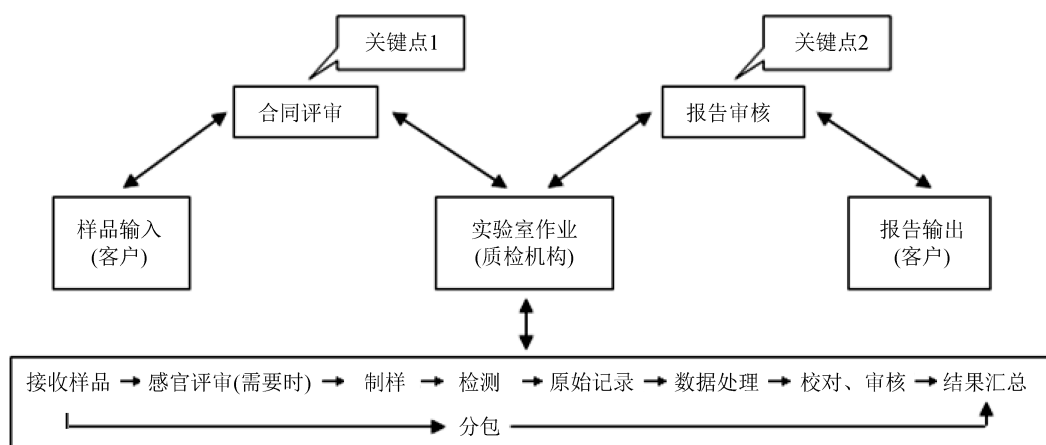 关键点1
关键点2
合同评审
报告审核
样品输入
(客户)
实验室作业
(质检机构)
报告输出
(客户)
接收样品
感官评审(需要时)
制样
检测
原始记录
数据处理
校对、审核
结果汇总
分包